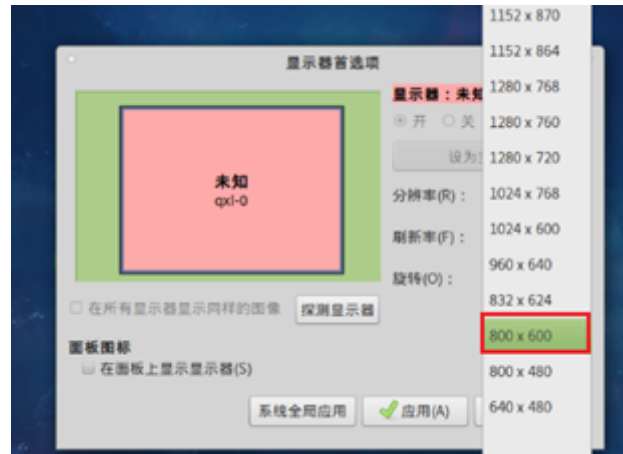 显示器首选项
显示器：未知
开 关
设为主
未知
qxl-0
分辨率(R)：
刷新率(F)：
旋转(O)：
在所有显示器显示同样的图像 探测显示器
面板图标
在面板上显示显示器(S)
系统全局应用 应用(A)
1152 x 870
1152 x 864
1280 x 768
1280 x 760
1280 x 720
1024 x 768
1024 x 600
960 x 640
832 x 624
800 x 600
800 x 480
640 x 480